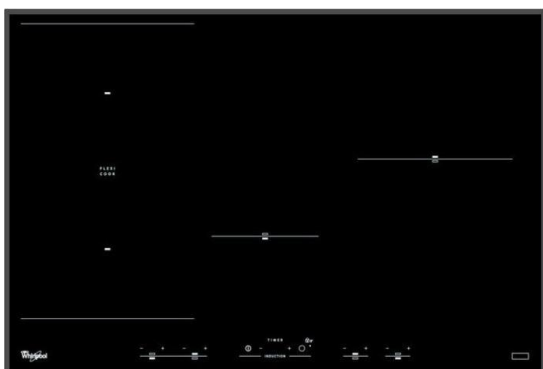 FLEXI
COOK
TIMER
- + - + - + - + - +
INDUCTION
Whirlpool